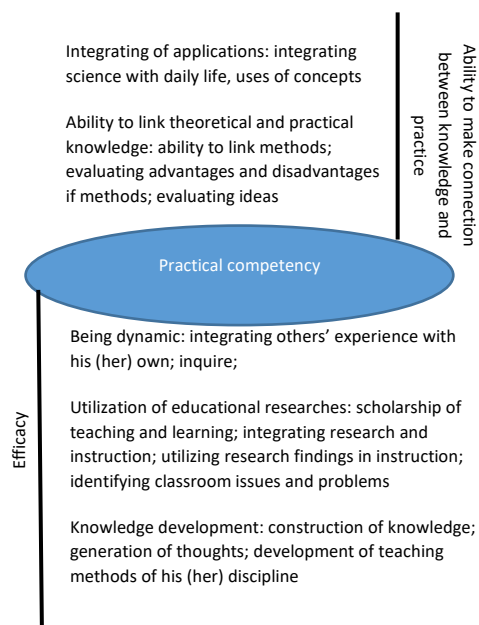 Integrating of applications: integrating
science with daily life, uses of concepts
Ability to link theoretical and practical
knowledge: ability to link methods;
evaluating advantages and disadvantages
if methods; evaluating ideas
Ability to make connection
between knowledge and
practice
Practical competency
Being dynamic: integrating others’ experience with
his (her) own; inquire;
Utilization of educational researches: scholarship of
teaching and learning; integrating research and
instruction; utilizing research findings in instruction;
identifying classroom issues and problems
Knowledge development: construction of knowledge;
generation of thoughts; development of teaching
methods of his (her) discipline
Efficacy